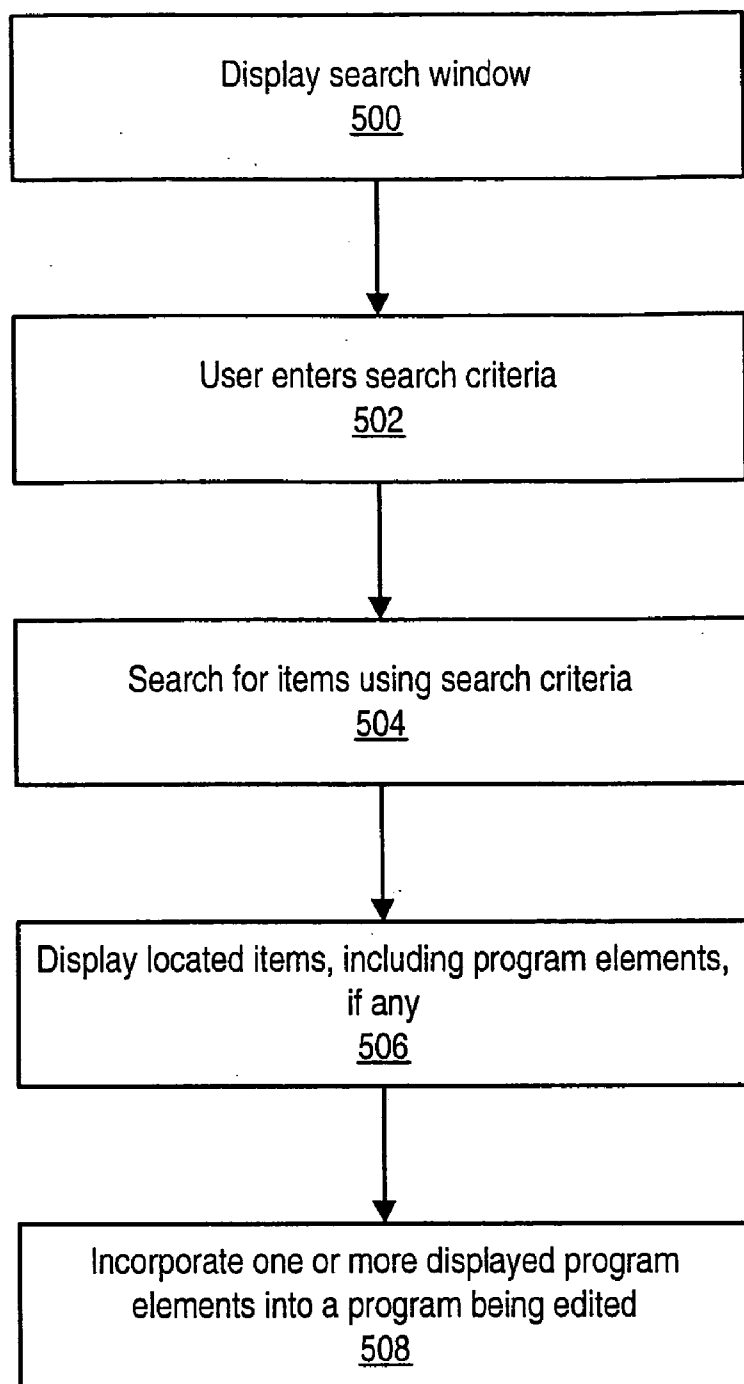 Display search window
500
User enters search criteria
502
Search for items using search criteria
504
Display located items, including program elements,
if any
506
Incorporate one or more displayed program
elements into a program being edited
508